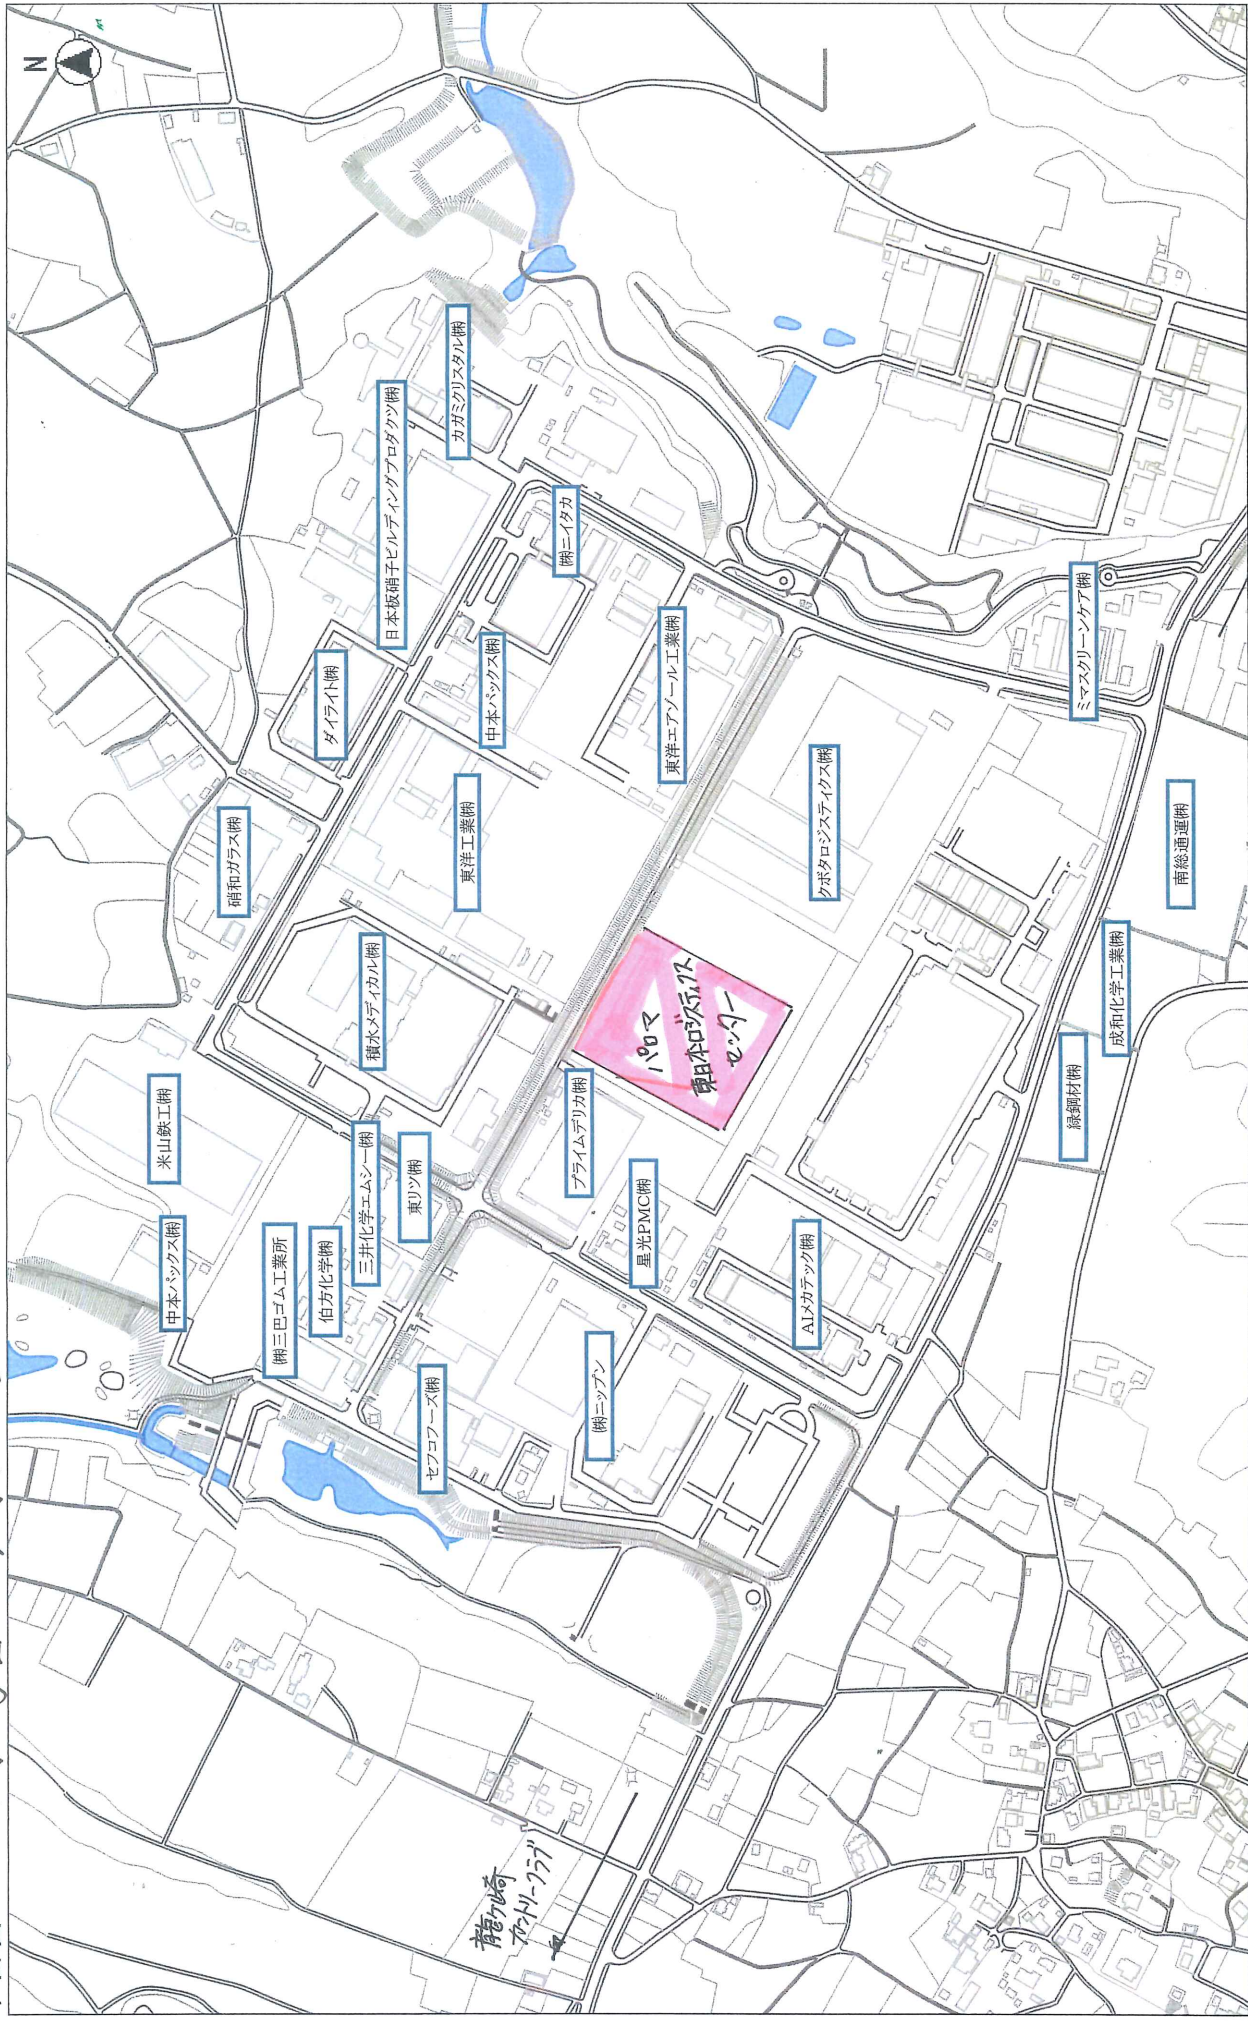 N
カガミクリスタル㈱
日本板硝子ビルディングプロダクツ㈱
㈱ニイタカ
ダイライト㈱
中本パックス㈱
東洋エアゾール工業㈱
ミマスクリーンケア㈱
硝和ガラス㈱
東洋工業㈱
クボタロジスティクス㈱
南総通運㈱
積水メディカル㈱
パロマ
東日本ロジスティクス
センター
成和化学工業㈱
緑鋼材㈱
米山鉄工㈱
三井化学エムシー㈱
東リツ㈱
プライムデリカ㈱
星光PMC㈱
AIメカテック㈱
中本パックス㈱
㈱三巴ゴム工業所
伯方化学㈱
セフコフーズ㈱
㈱ニップン
龍ケ崎
カントリークラブ